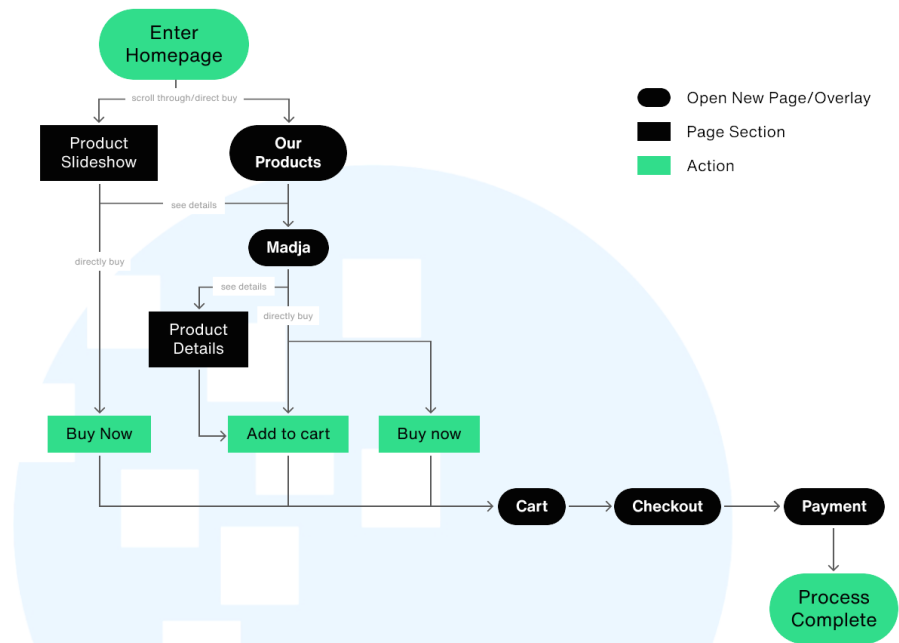 Enter
Homepage
scroll through/direct buy
Product
Slideshow
Our
Products
Open New Page/Overlay
Page Section
Action
see details
Madja
directly buy
see details
directly buy
Product
Details
Buy Now
Add to cart
Buy now
Cart
Checkout
Payment
Process
Complete